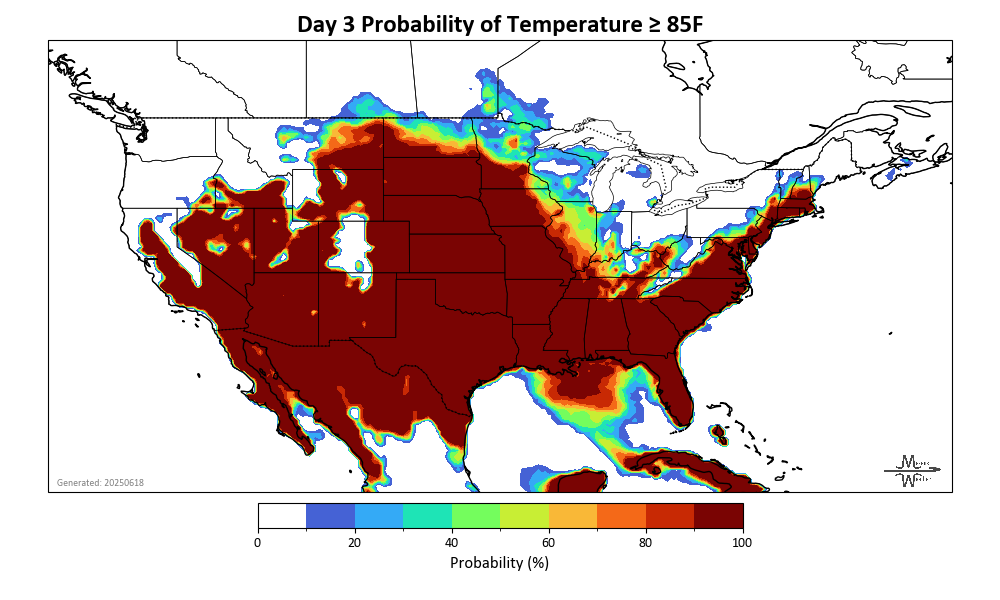 Day 3 Probability of Temperature ≥ 85F
Generated: 20250618
0 20 40 60 80 100
Probability (%)